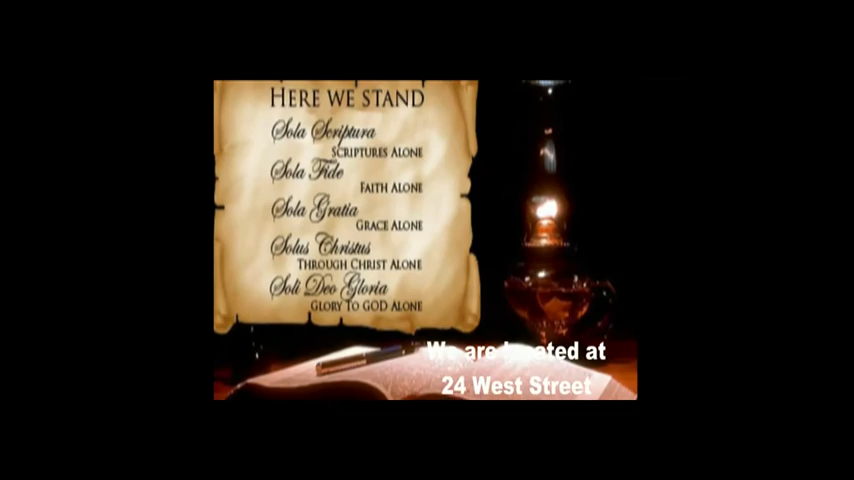 HERE WE STAND
Sola Scriptura
SCRIPTURES ALONE
Sola Fide
FAITH ALONE
Sola Gratia
GRACE ALONE
Solus Christus
THROUGH CHRIST ALONE
Soli Deo Gloria
GLORY TO GOD ALONE
We are located at
24 West Street